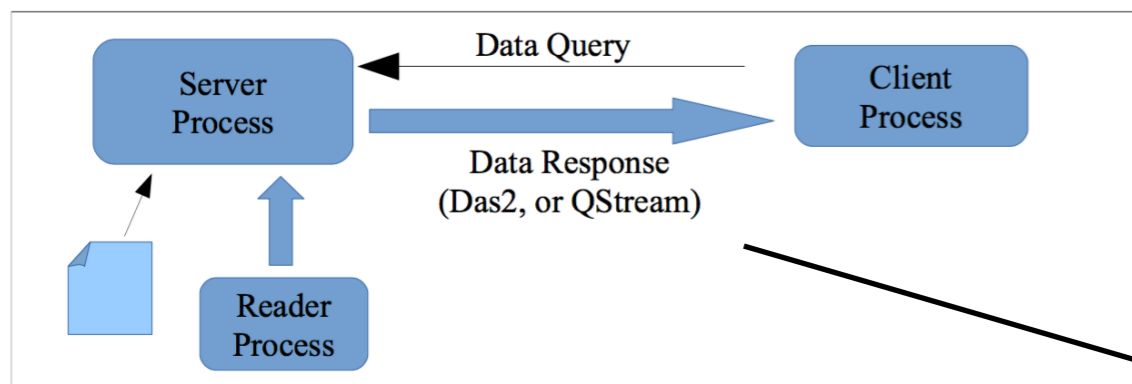 Data Query
Server
Process
Client
Process
Data Response
(Das2, or QStream)
Reader
Process